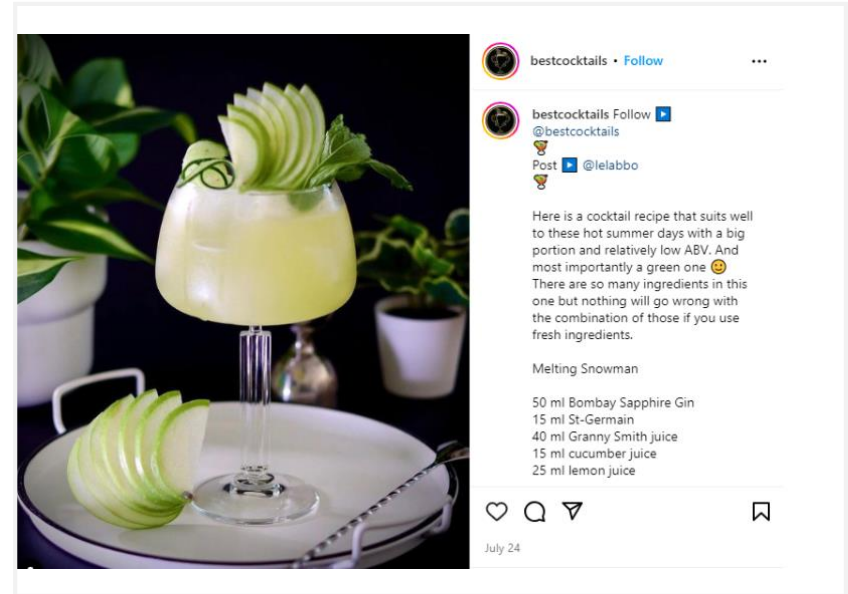 bestcocktails • Follow
bestcocktails Follow ▶️
@bestcocktails
🍹
Post ▶️ @lelabbo
🍹
Here is a cocktail recipe that suits well
to these hot summer days with a big
portion and relatively low ABV. And
most importantly a green one 😉
There are so many ingredients in this
one but nothing will go wrong with
the combination of those if you use
fresh ingredients.
Melting Snowman
50 ml Bombay Sapphire Gin
15 ml St-Germain
40 ml Granny Smith juice
15 ml cucumber juice
25 ml lemon juice
July 24